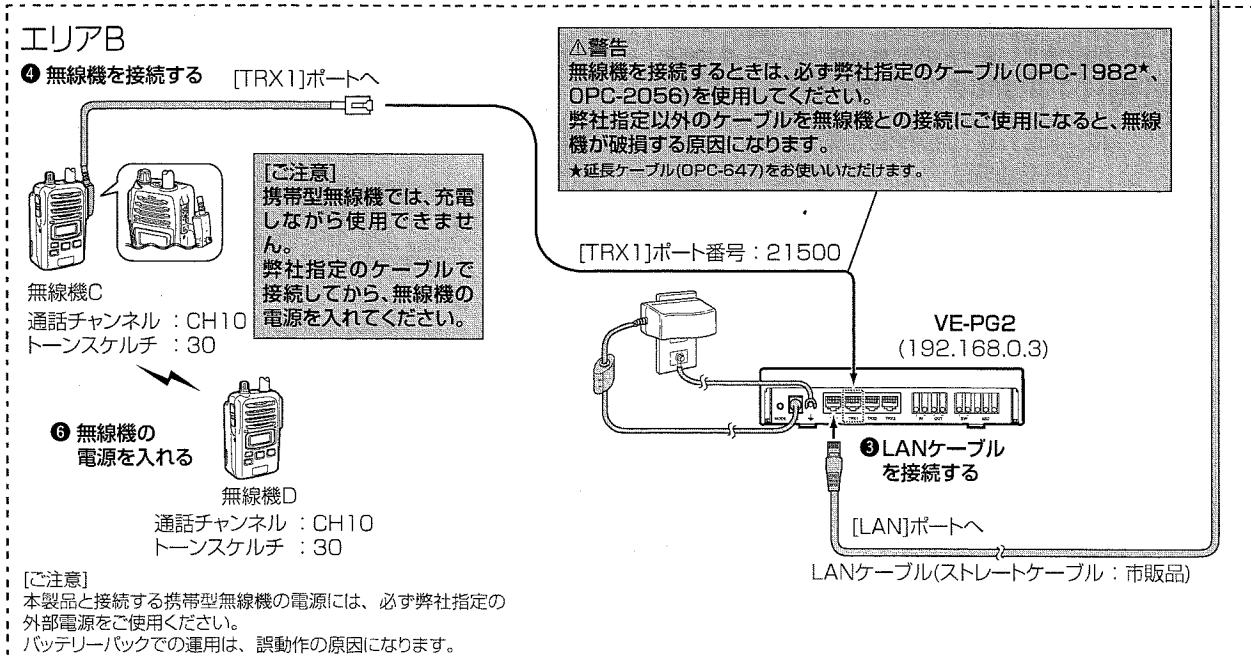 エリアB
❹ 無線機を接続する
[TRX1]ポートへ
⚠警告
無線機を接続するときは、必ず弊社指定のケーブル(OPC-1982★、
OPC-2056)を使用してください。
弊社指定以外のケーブルを無線機との接続にご使用になると、無線
機が破損する原因になります。
★延長ケーブル(OPC-647)をお使いいただけます。
[ご注意]
携帯型無線機では、充電
しながら使用できませ
ん。
弊社指定のケーブルで
接続してから、無線機の
電源を入れてください。
[TRX1]ポート番号：21500
無線機C
通話チャンネル ：CH10
トーンスケルチ ：30
VE-PG2
(192.168.0.3)
MODE
TRX1
TRX2
❸LANケーブル
を接続する
❻ 無線機の
電源を入れる
無線機D
通話チャンネル ：CH10
トーンスケルチ ：30
[LAN]ポートへ
LANケーブル(ストレートケーブル：市販品)
[ご注意]
本製品と接続する携帯型無線機の電源には、必ず弊社指定の
外部電源をご使用ください。
バッテリーパックでの運用は、誤動作の原因になります。